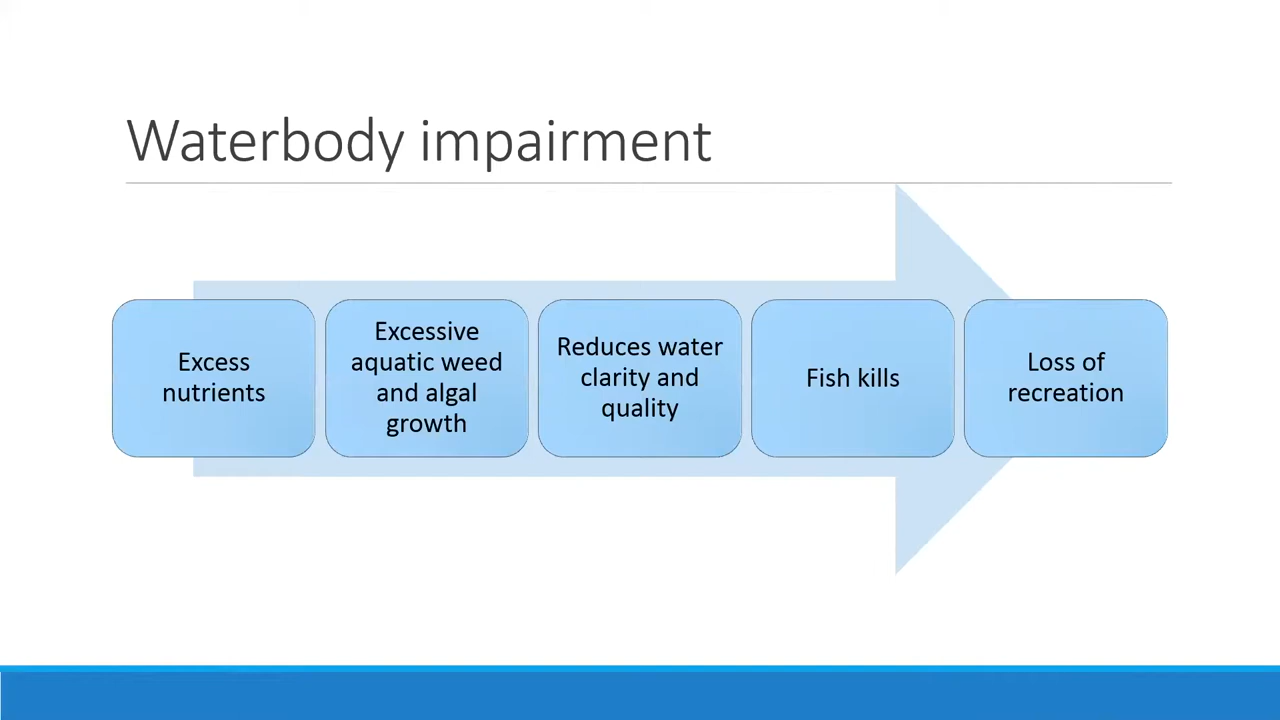 Waterbody impairment
Excess
nutrients
Excessive
aquatic weed
and algal
growth
Reduces water
clarity and
quality
Fish kills
Loss of
recreation